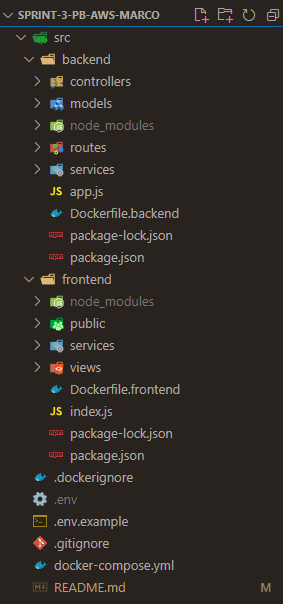 SPRINT-3-PB-AWS-MARCO
src
backend
controllers
models
node_modules
routes
services
JS app.js
Dockerfile.backend
package-lock.json
package.json
frontend
node_modules
public
services
views
Dockerfile.frontend
JS index.js
package-lock.json
package.json
.dockerignore
.env
.env.example
.gitignore
docker-compose.yml
README.md M